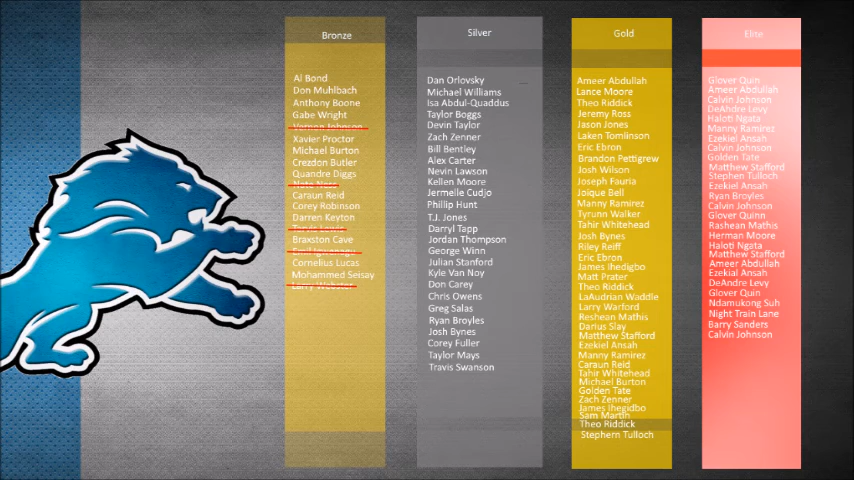 Bronze
Al Bond
Don Muhlbach
Anthony Boone
Gabe Wright
Vernon Johnson
Xavier Proctor
Michael Burton
Crezdon Butler
Quandre Diggs
Caraun Reid
Corey Robinson
Darren Keyton
Braxston Cave
Cornelius Lucas
Mohammed Seisay
Larry Webster
Silver
Dan Orlovsky
Michael Williams
Isa Abdul-Quaddus
Taylor Boggs
Devin Taylor
Zach Zenner
Bill Bentley
Alex Carter
Nevin Lawson
Kellen Moore
Jermelle Cudjo
Phillip Hunt
T.J. Jones
Darryl Tapp
Jordan Thompson
George Winn
Julian Stanford
Kyle Van Noy
Don Carey
Chris Owens
Greg Salas
Ryan Broyles
Josh Bynes
Corey Fuller
Taylor Mays
Travis Swanson
Gold
Ameer Abdullah
Lance Moore
Theo Riddick
Jeremy Ross
Jason Jones
Laken Tomlinson
Eric Ebron
Brandon Pettigrew
Josh Wilson
Joseph Fauria
Joique Bell
Manny Ramirez
Tyrunn Walker
Tahir Whitehead
Josh Bynes
Riley Reiff
Eric Ebron
James Ihedigbo
Matt Prater
Theo Riddick
LaAudrian Waddle
Larry Warford
Reshean Mathis
Darius Slay
Matthew Stafford
Ezekiel Ansah
Manny Ramirez
Caraun Reid
Tahir Whitehead
Michael Burton
Golden Tate
Zach Zenner
James Ihegidbo
Sam Martin
Theo Riddick
Stephern Tulloch
Elite
Glover Quin
Ameer Abdullah
Calvin Johnson
DeAhdre Levy
Haloti Ngata
Manny Ramirez
Ezekiel Ansah
Calvin Johnson
Golden Tate
Matthew Stafford
Stephen Tulloch
Ezekiel Ansah
Ryan Broyles
Calvin Johnson
Glover Quinn
Rashean Mathis
Herman Moore
Haloti Ngata
Matthew Stafford
Ameer Abdullah
Ezekial Ansah
DeAndre Levy
Glover Quin
Ndamukong Suh
Night Train Lane
Barry Sanders
Calvin Johnson